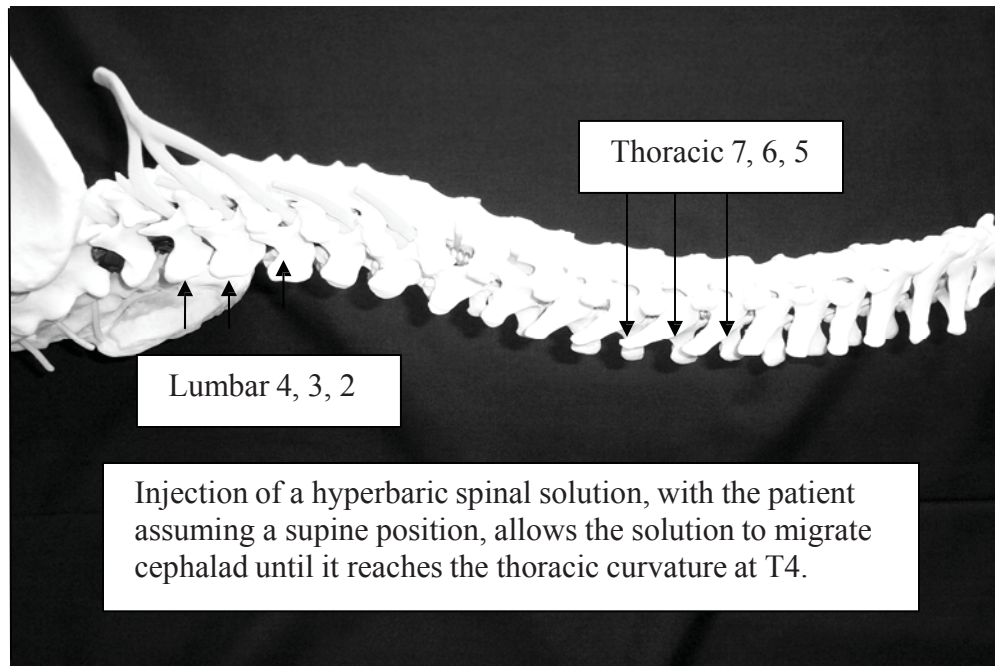 Thoracic 7, 6, 5
Lumbar 4, 3, 2
Injection of a hyperbaric spinal solution, with the patient
assuming a supine position, allows the solution to migrate
cephalad until it reaches the thoracic curvature at T4.